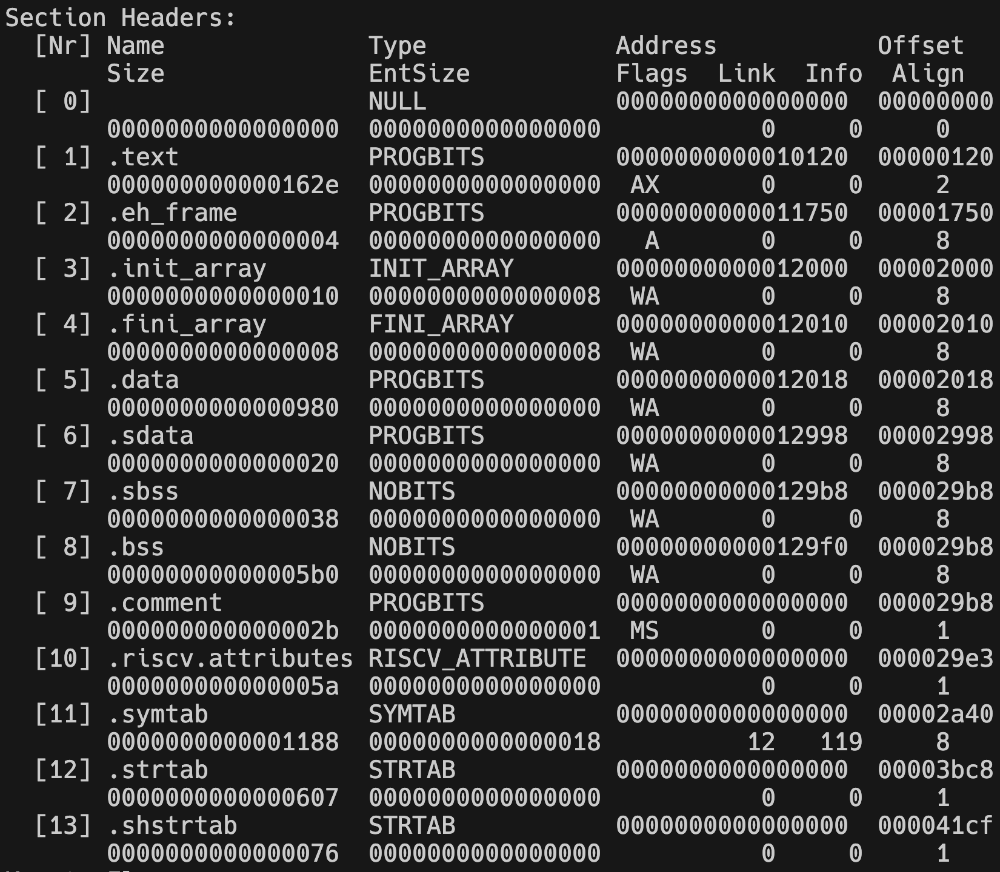 Section Headers:
  [Nr] Name              Type             Address           Offset
       Size              EntSize          Flags  Link  Info  Align
  [ 0]                   NULL             0000000000000000  00000000
       0000000000000000  0000000000000000           0     0     0
  [ 1] .text             PROGBITS         0000000000010120  00000120
       000000000000162e  0000000000000000  AX       0     0     2
  [ 2] .eh_frame         PROGBITS         0000000000011750  00001750
       0000000000000004  0000000000000000   A       0     0     8
  [ 3] .init_array       INIT_ARRAY       0000000000012000  00002000
       0000000000000010  0000000000000008  WA       0     0     8
  [ 4] .fini_array       FINI_ARRAY       0000000000012010  00002010
       0000000000000008  0000000000000008  WA       0     0     8
  [ 5] .data             PROGBITS         0000000000012018  00002018
       0000000000000980  0000000000000000  WA       0     0     8
  [ 6] .sdata            PROGBITS         0000000000012998  00002998
       0000000000000020  0000000000000000  WA       0     0     8
  [ 7] .sbss             NOBITS           00000000000129b8  000029b8
       0000000000000038  0000000000000000  WA       0     0     8
  [ 8] .bss              NOBITS           00000000000129f0  000029b8
       00000000000005b0  0000000000000000  WA       0     0     8
  [ 9] .comment          PROGBITS         0000000000000000  000029b8
       000000000000002b  0000000000000001  MS       0     0     1
  [10] .riscv.attributes RISCV_ATTRIBUTE  0000000000000000  000029e3
       000000000000005a  0000000000000000           0     0     1
  [11] .symtab           SYMTAB           0000000000000000  00002a40
       0000000000001188  0000000000000018          12   119     8
  [12] .strtab           STRTAB           0000000000000000  00003bc8
       0000000000000607  0000000000000000           0     0     1
  [13] .shstrtab         STRTAB           0000000000000000  000041cf
       0000000000000076  0000000000000000           0     0     1